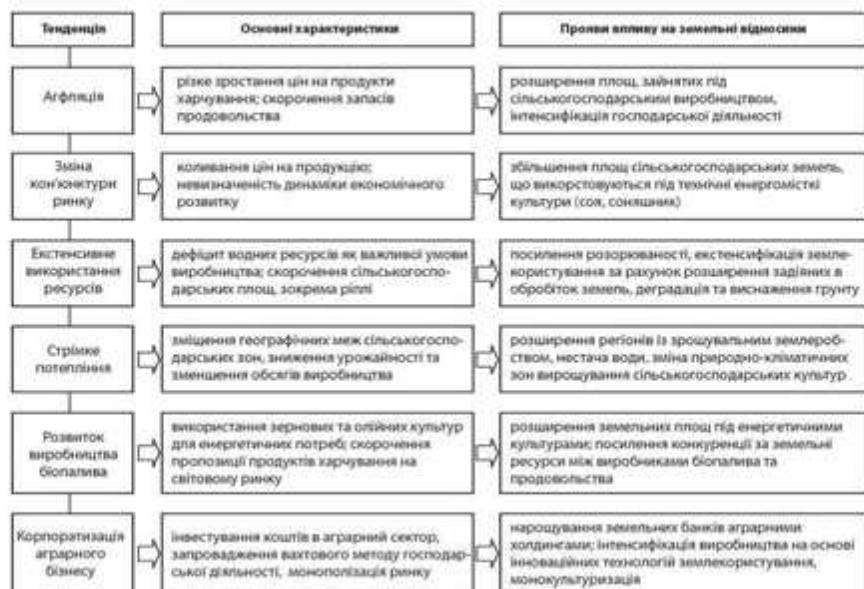 Тенденція
Основні характеристики
Прояви впливу на земельні відносини
Агфляція
різке зростання цін на продукти
харчування; скорочення запасів
продовольства
розширення площ, зайнятих під
сільськогосподарським виробництвом,
інтенсифікація господарської діяльності
Зміна
кон'юнктури
ринку
коливання цін на продукцію;
невизначеність динаміки економічного
розвитку
збільшення площ сільськогосподарських земель,
що використовуються під технічні енергомісткі
культури (соя, соняшник)
Екстенсивне
використання
ресурсів
дефіцит водних ресурсів як важливої умови
виробництва; скорочення сільськогоспо-
дарських площ, зокрема ріллі
посилення розорюваності, екстенсифікація земле-
користування за рахунок розширення задіяних в
обробіток земель, деградація та виснаження грунту
Стрімке
потепління
зміщення географічних меж сільськогоспо-
дарських зон, зниження урожайності та
зменшення обсягів виробництва
розширення регіонів із зрошувальним землероб-
ством, нестача води, зміна природно-кліматичних
зон вирощування сільськогосподарських культур
Розвиток
виробництва
біопалива
використання зернових та олійних культур
для енергетичних потреб; скорочення
пропозиції продуктів харчування на
світовому ринку
розширення земельних площ під енергетичними
культурами; посилення конкуренції за земельні
ресурси між виробниками біопалива та
продовольства
Корпоратизація
аграрного
бізнесу
інвестування коштів в аграрний сектор,
запровадження вахтового методу господар-
ської діяльності, монополізація ринку
нарощування земельних банків аграрними
холдингами; інтенсифікація виробництва на основі
інноваційних технологій землекористування,
монокультуризація